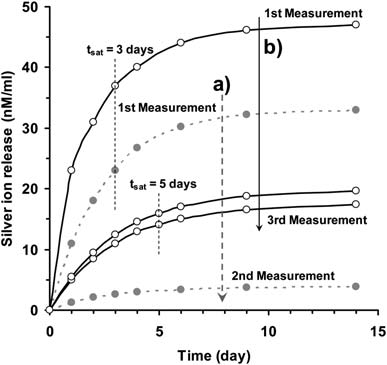 50
40
30
20
10
0
Silver ion release (nM/ml)
1st Measurement
b)
t_sat = 3 days
a)
1st Measurement
t_sat = 5 days
3rd Measurement
2nd Measurement
0 5 10 15
Time (day)